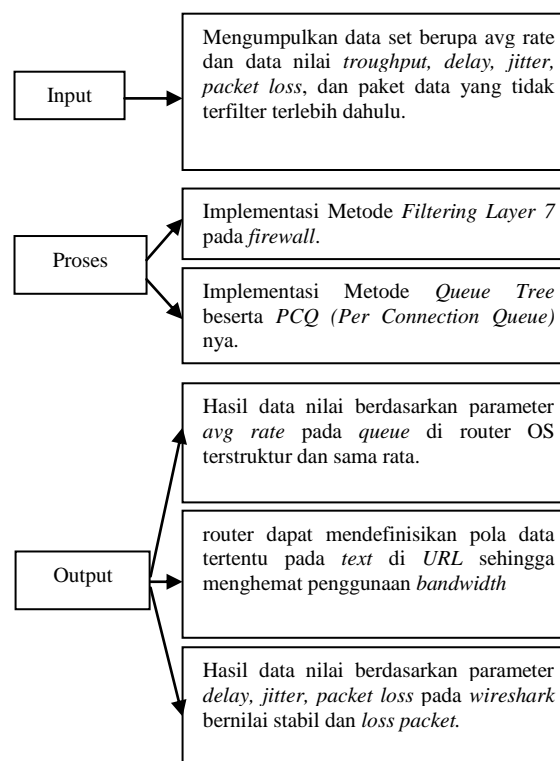 Input
Mengumpulkan data set berupa avg rate
dan data nilai troughput, delay, jitter,
packet loss, dan paket data yang tidak
terfilter terlebih dahulu.
Proses
Implementasi Metode Filtering Layer 7
pada firewall.
Implementasi Metode Queue Tree
beserta PCQ (Per Connection Queue)
nya.
Output
Hasil data nilai berdasarkan parameter
avg rate pada queue di router OS
terstruktur dan sama rata.
router dapat mendefinisikan pola data
tertentu pada text di URL sehingga
menghemat penggunaan bandwidth
Hasil data nilai berdasarkan parameter
delay, jitter, packet loss pada wireshark
bernilai stabil dan loss packet.